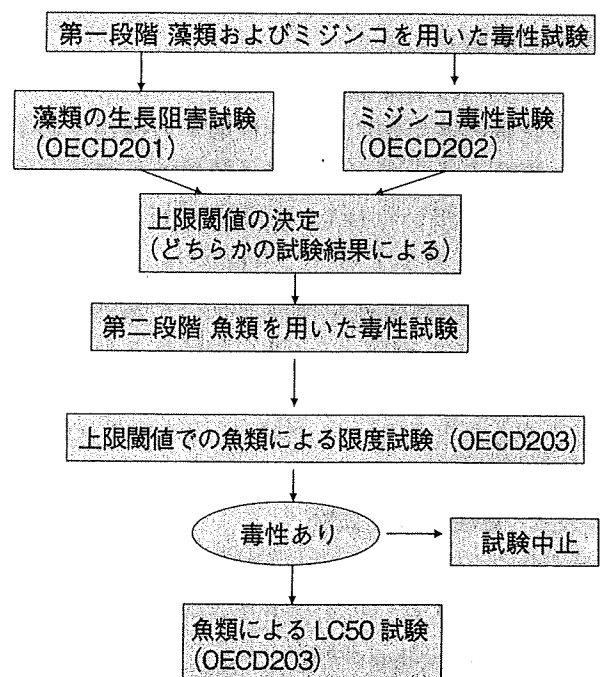 第一段階 藻類およびミジンコを用いた毒性試験
藻類の生長阻害試験
(OECD201)
ミジンコ毒性試験
(OECD202)
上限閾値の決定
(どちらかの試験結果による)
第二段階 魚類を用いた毒性試験
上限閾値での魚類による限度試験 (OECD203)
毒性あり
試験中止
魚類による LC50 試験
(OECD203)